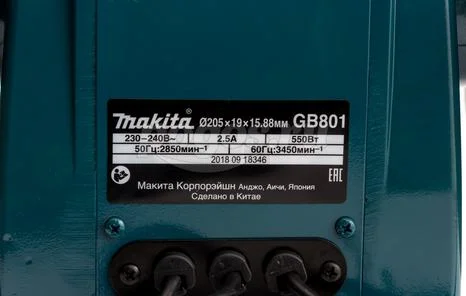 makita Ø205×19×15.88мм GB801
230-240В~ 2.5А 550Вт
50Гц:2850мин⁻¹ 60Гц:3450мин⁻¹
2018 09 18346
EAC
Макита Корпорэйшн Анджо, Аичи, Япония
Сделано в Китае